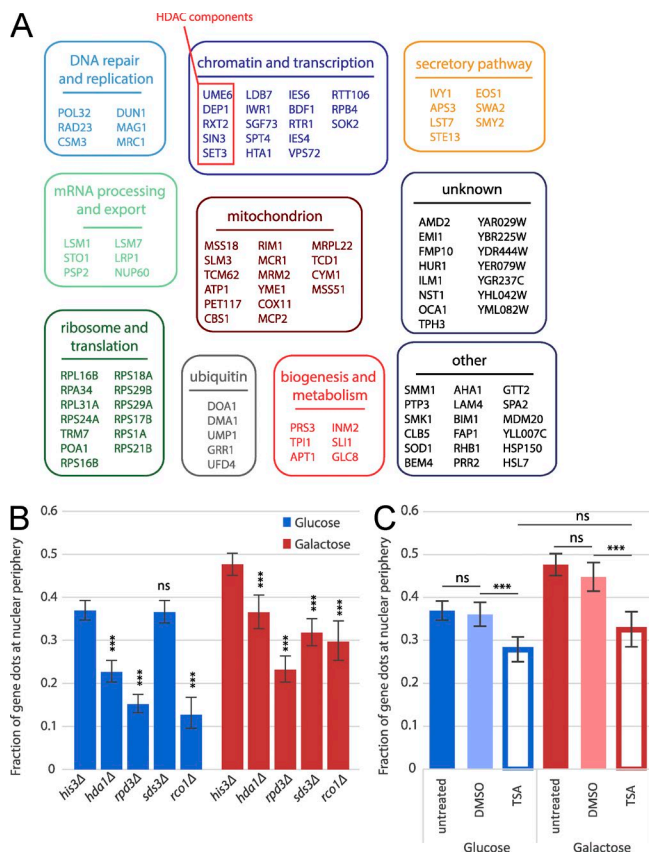 HDAC components
A
DNA repair
and replication
POL32 DUN1
RAD23 MAG1
CSM3 MRC1
chromatin and transcription
UME6 LDB7 IES6 RTT106
DEP1 IWR1 BDF1 RPB4
RXT2 SGF73 RTR1 SOK2
SIN3 SPT4 IES4
SET3 HTA1 VPS72
secretory pathway
IVY1 EOS1
APS3 SWA2
LST7 SMY2
STE13
mRNA processing
and export
LSM1 LSM7
STO1 LRP1
PSP2 NUP60
mitochondrion
MSS18 RIM1 MRPL22
SLM3 MCR1 TCD1
TCM62 MRM2 CYM1
ATP1 YME1 MSS51
PET117 COX11
CBS1 MCP2
unknown
AMD2 YAR029W
EMI1 YBR225W
FMP10 YDR444W
HUR1 YER079W
ILM1 YGR237C
NST1 YHL042W
OCA1 YML082W
TPH3
ribosome and
translation
RPL16B RPS18A
RPA34 RPS29B
RPL31A RPS29A
RPS24A RPS17B
TRM7 RPS1A
POA1 RPS21B
RPS16B
ubiquitin
DOA1
DMA1
UMP1
GRR1
UFD4
biogenesis and
metabolism
PRS3 INM2
TPI1 SLI1
APT1 GLC8
other
SMM1 AHA1 GTT2
PTP3 LAM4 SPA2
SMK1 BIM1 MDM20
CLB5 FAP1 YLL007C
SOD1 RHB1 HSP150
BEM4 PRR2 HSL7
B
Fraction of gene dots at nuclear periphery
0.6
0.5
0.4
0.3
0.2
0.1
0
Glucose
Galactose
*** *** ns ***
*** *** *** ***
his3Δ hda1Δ rpd3Δ sds3Δ rco1Δ his3Δ hda1Δ rpd3Δ sds3Δ rco1Δ
C
Fraction of gene dots at nuclear periphery
0.6
0.5
0.4
0.3
0.2
0.1
0
ns
ns ***
ns ***
untreated DMSO TSA untreated DMSO TSA
Glucose Galactose